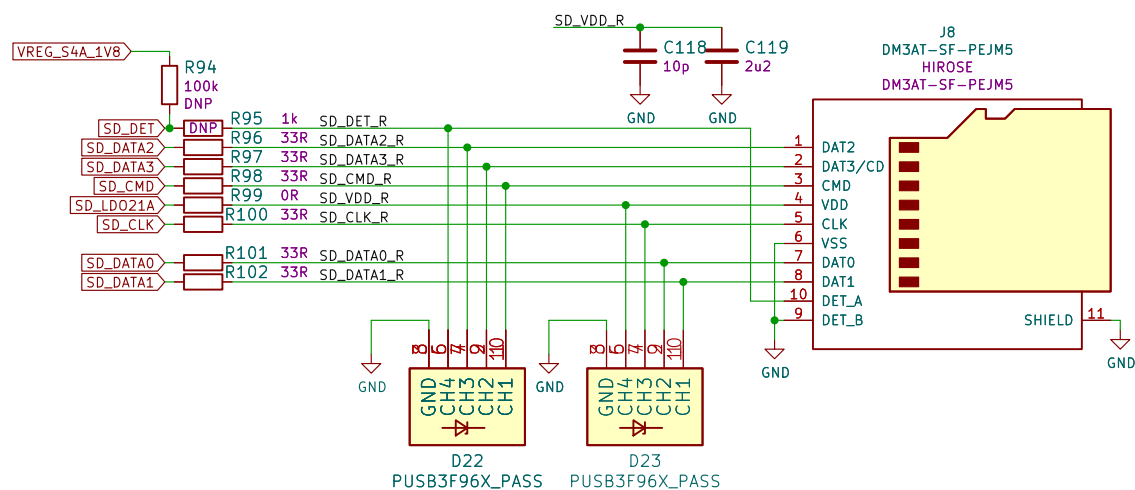 SD_VDD_R
VREG_S4A_1V8
R94
100k
DNP
C118
10p
C119
2u2
GND
GND
J8
DM3AT-SF-PEJM5
HIROSE
DM3AT-SF-PEJM5
SD_DET
DNP
R95
1k
SD_DET_R
SD_DATA2
R96
33R
SD_DATA2_R
1
DAT2
SD_DATA3
R97
33R
SD_DATA3_R
2
DAT3/CD
SD_CMD
R98
33R
SD_CMD_R
3
CMD
SD_LDO21A
R99
0R
SD_VDD_R
4
VDD
SD_CLK
R100
33R
SD_CLK_R
5
CLK
6
VSS
SD_DATA0
R101
33R
SD_DATA0_R
7
DAT0
SD_DATA1
R102
33R
SD_DATA1_R
8
DAT1
10
DET_A
9
DET_B
SHIELD
11
GND
GND
GND
GND
GND
CH4
CH3
CH2
CH1
GND
CH4
CH3
CH2
CH1
D22
PUSB3F96X_PASS
D23
PUSB3F96X_PASS